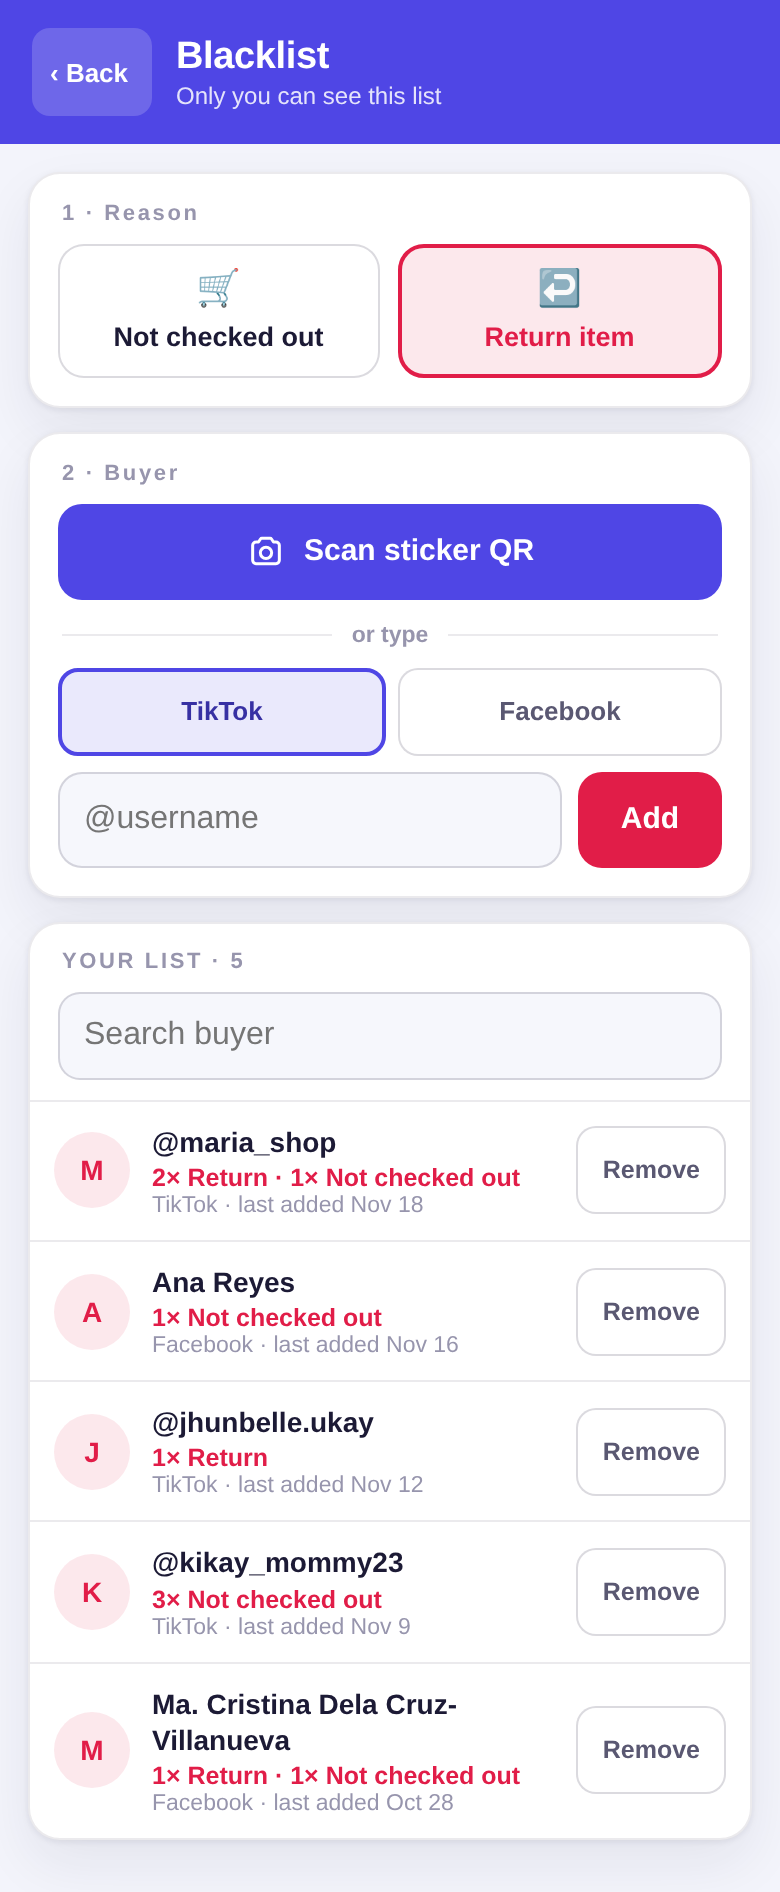 ‹ Back
Blacklist
Only you can see this list
1 · Reason
Not checked out
Return item
2 · Buyer
Scan sticker QR
or type
TikTok
Facebook
@username
Add
YOUR LIST · 5
Search buyer
M
@maria_shop
2× Return · 1× Not checked out
TikTok · last added Nov 18
Remove
A
Ana Reyes
1× Not checked out
Facebook · last added Nov 16
Remove
J
@jhunbelle.ukay
1× Return
TikTok · last added Nov 12
Remove
K
@kikay_mommy23
3× Not checked out
TikTok · last added Nov 9
Remove
M
Ma. Cristina Dela Cruz-
Villanueva
1× Return · 1× Not checked out
Facebook · last added Oct 28
Remove